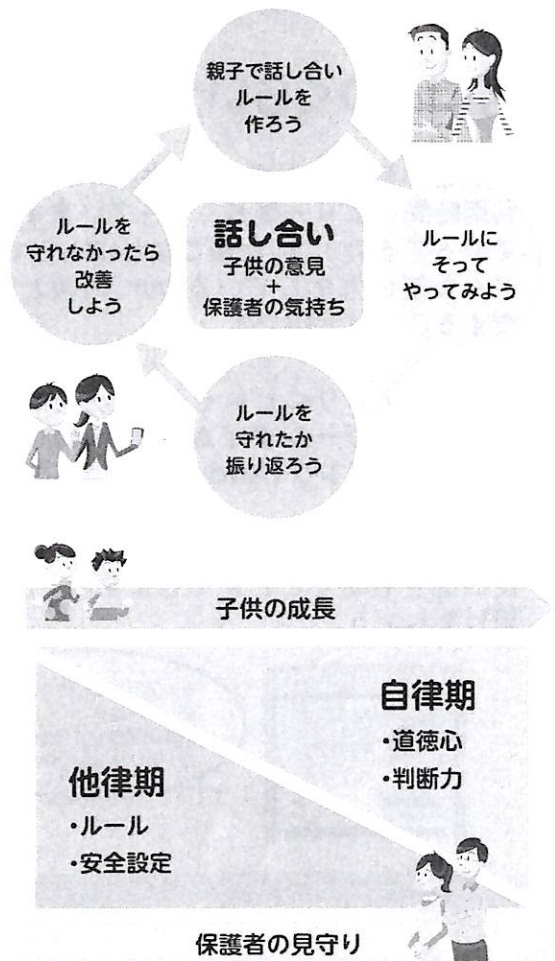 親子で話し合い
ルールを
作ろう
ルールに
そって
やってみよう
ルールを
守れたか
振り返ろう
ルールを
守れなかったら
改善
しよう
話し合い
子供の意見
+
保護者の気持ち
子供の成長
自律期
・道徳心
・判断力
他律期
・ルール
・安全設定
保護者の見守り